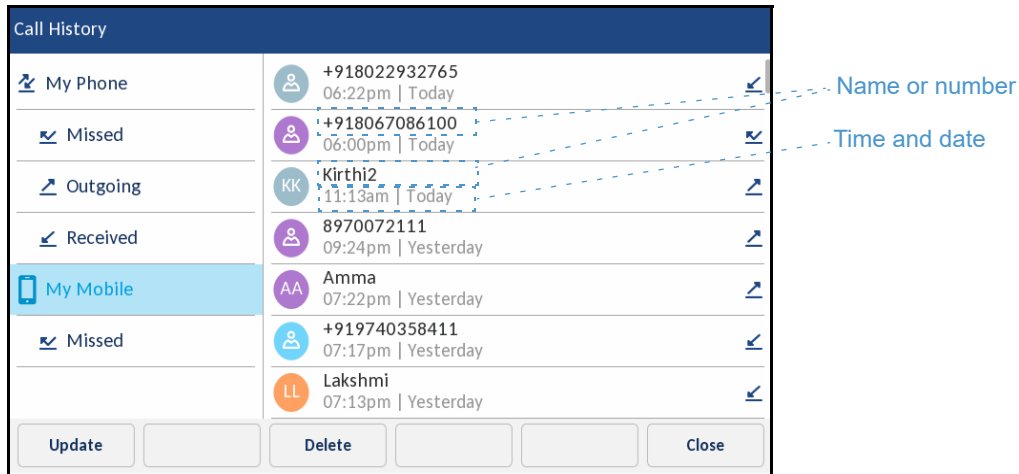 Call History
My Phone
Missed
Outgoing
Received
My Mobile
Missed
+918022932765
06:22pm | Today
+918067086100
06:00pm | Today
KK
Kirthi2
11:13am | Today
8970072111
09:24pm | Yesterday
AA
Amma
07:22pm | Yesterday
+919740358411
07:17pm | Yesterday
LL
Lakshmi
07:13pm | Yesterday
Update
Delete
Close
Name or number
Time and date